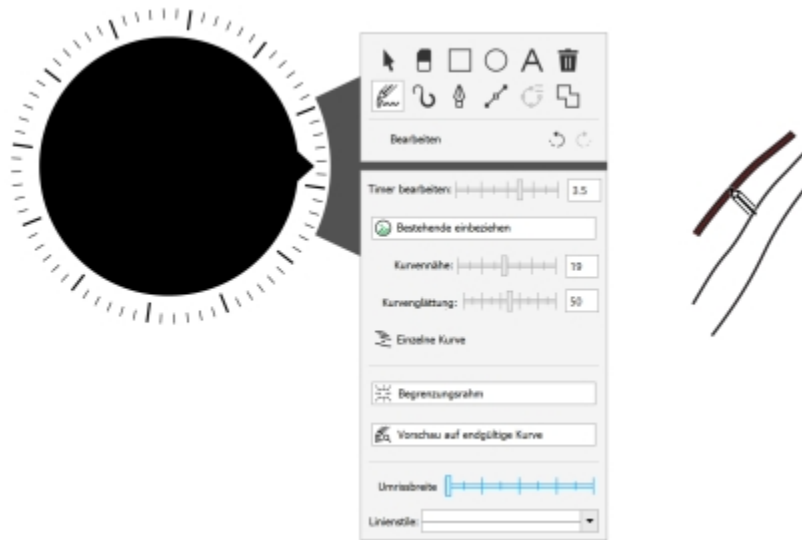 A
Bearbeiten
Timer bearbeiten: 3.5
Bestehende einbeziehen
Kurvennähe: 19
Kurvenglättung: 50
Einzelne Kurve
Begrenzungsrahm
Vorschau auf endgültige Kurve
Umrissbreite
Linienstile: